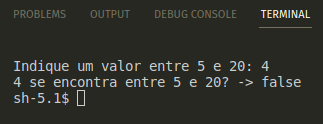 PROBLEMS OUTPUT DEBUG CONSOLE TERMINAL
Indique um valor entre 5 e 20: 4
4 se encontra entre 5 e 20? -> false
sh-5.1$